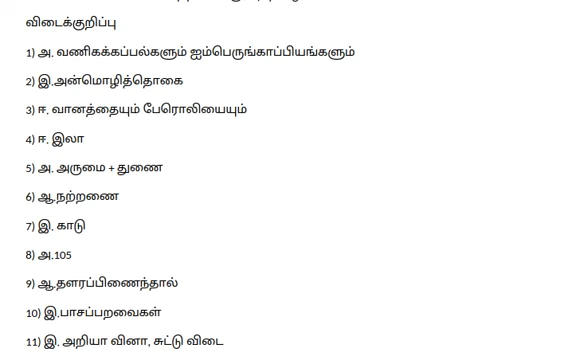 விடைக்குறிப்பு
1) அ. வணிகக்கப்பல்களும் ஐம்பெருங்காப்பியங்களும்
2) இ.அன்மொழித்தொகை
3) ஈ. வானத்தையும் பேரொலியையும்
4) ஈ. இலா
5) அ. அருமை + துணை
6) ஆ.நற்றணை
7) இ. காடு
8) அ.105
9) ஆ.தளரப்பிணைந்தால்
10) இ.பாசப்பறவைகள்
11) இ. அறியா வினா, சுட்டு விடை